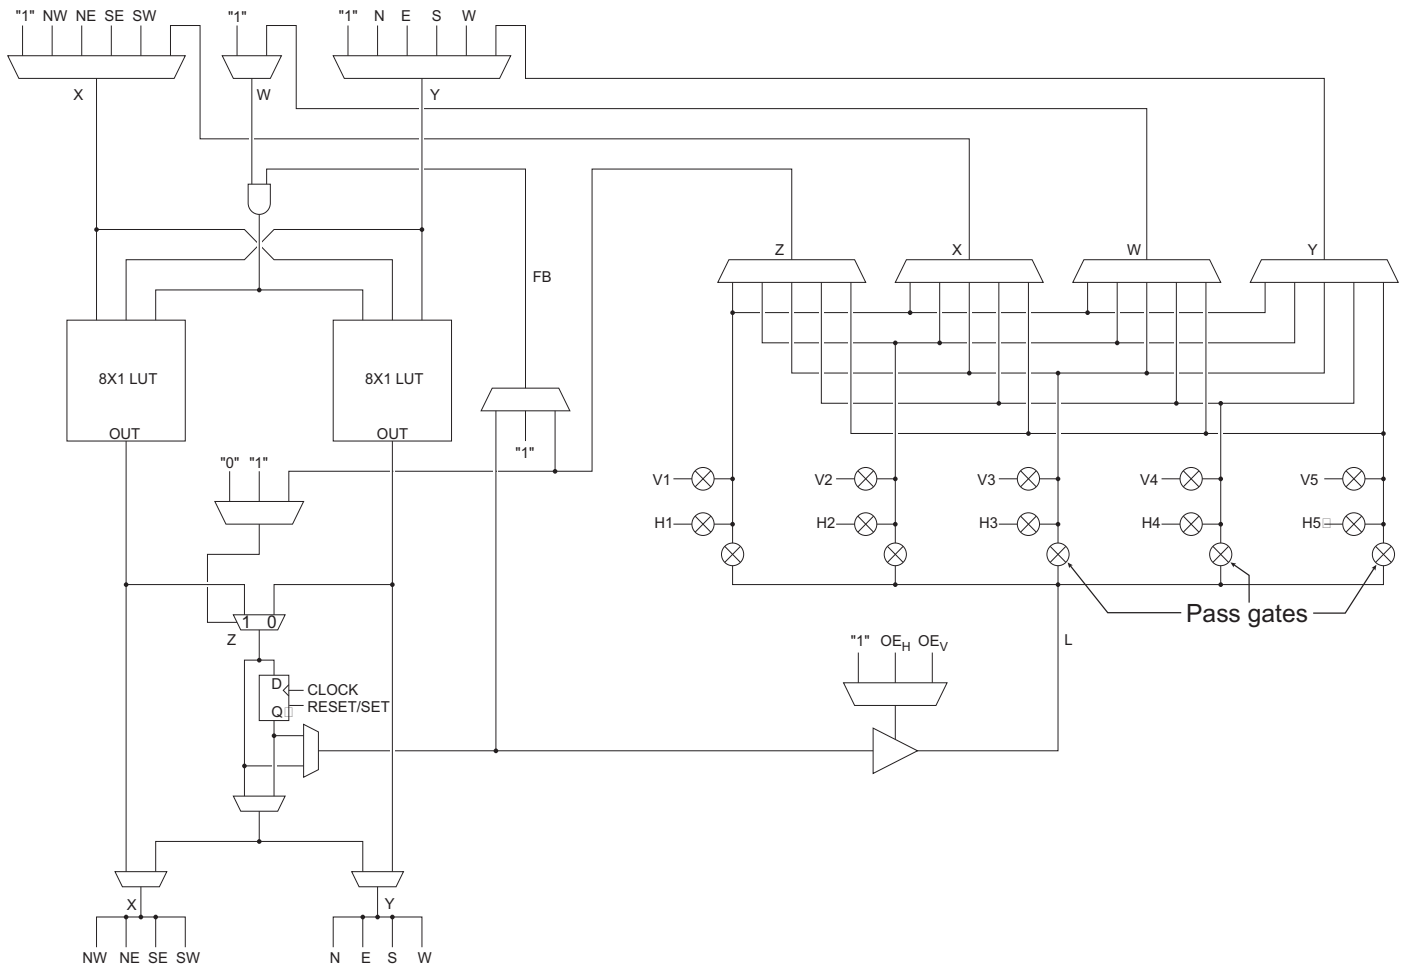 "1" NW NE SE SW "1" "1" N E S W
X W Y
Z X W Y
FB
8X1 LUT 8X1 LUT
OUT OUT
"1"
"0" "1"
V1 V2 V3 V4 V5
H1 H2 H3 H4 H5
1 0
Pass gates
Z
"1" OEH OEV
L
D
CLOCK
Q
RESET/SET
X Y
NW NE SE SW N E S W